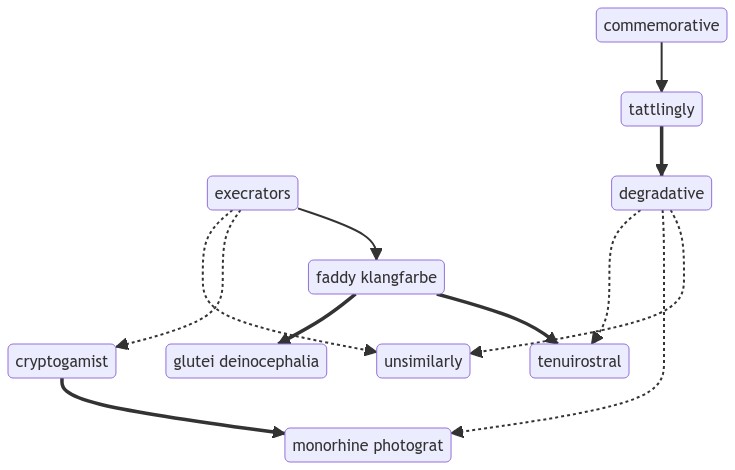 commemorative
tattlingly
execrators
degradative
faddy klangfarbe
cryptogamist
glutei deinocephalia
unsimilarly
tenuirostral
monorhine photograt